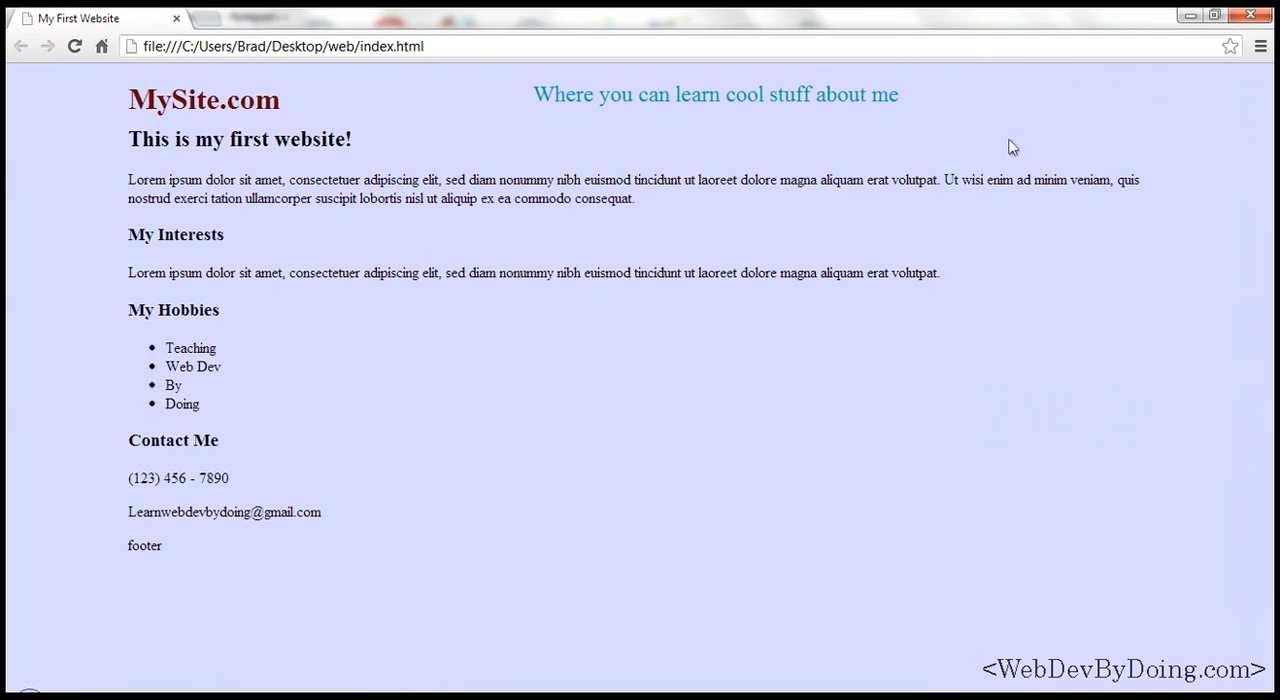 My First Website
file:///C:/Users/Brad/Desktop/web/index.html
MySite.com
Where you can learn cool stuff about me
This is my first website!
Lorem ipsum dolor sit amet, consectetuer adipiscing elit, sed diam nonummy nibh euismod tincidunt ut laoreet dolore magna aliquam erat volutpat. Ut wisi enim ad minim veniam, quis
nostrud exerci tation ullamcorper suscipit lobortis nisl ut aliquip ex ea commodo consequat.
My Interests
Lorem ipsum dolor sit amet, consectetuer adipiscing elit, sed diam nonummy nibh euismod tincidunt ut laoreet dolore magna aliquam erat volutpat.
My Hobbies
Teaching
Web Dev
By
Doing
Contact Me
(123) 456 - 7890
Learnwebdevbydoing@gmail.com
footer
<WebDevByDoing.com>